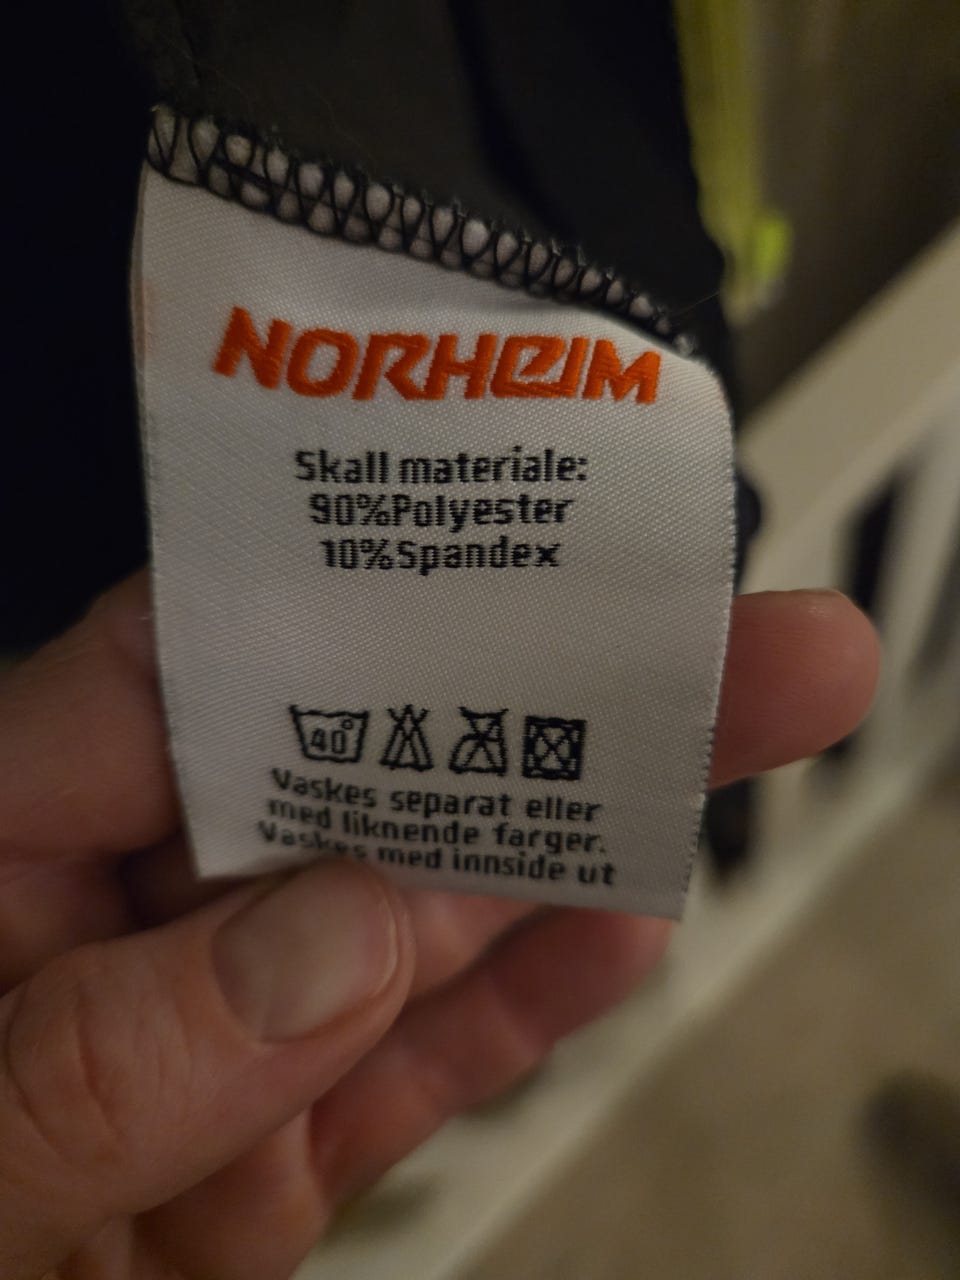 NORHEIM
Skall materiale:
90%Polyester
10%Spandex
40°
Vaskes separat eller
med liknende farger.
Vaskes med innside ut